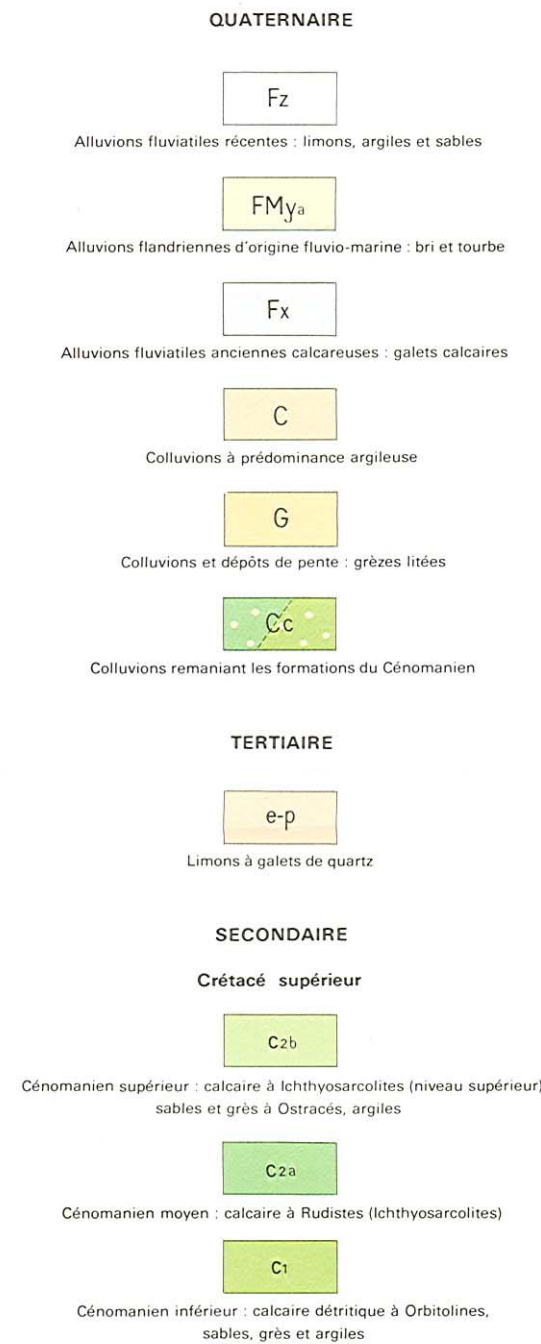 QUATERNAIRE
Fz
Alluvions fluviatiles récentes : limons, argiles et sables
FMya
Alluvions flandriennes d'origine fluvio-marine : bri et tourbe
Fx
Alluvions fluviatiles anciennes calcareuses : galets calcaires
C
Colluvions à prédominance argileuse
G
Colluvions et dépôts de pente : grèzes litées
Cc
Colluvions remaniant les formations du Cénomanien
TERTIAIRE
e-p
Limons à galets de quartz
SECONDAIRE
Crétacé supérieur
C2b
Cénomanien supérieur : calcaire à Ichthyosarcolites (niveau supérieur)
sables et grès à Ostracés, argiles
C2a
Cénomanien moyen : calcaire à Rudistes (Ichthyosarcolites)
C1
Cénomanien inférieur : calcaire détritique à Orbitolines,
sables, grès et argiles